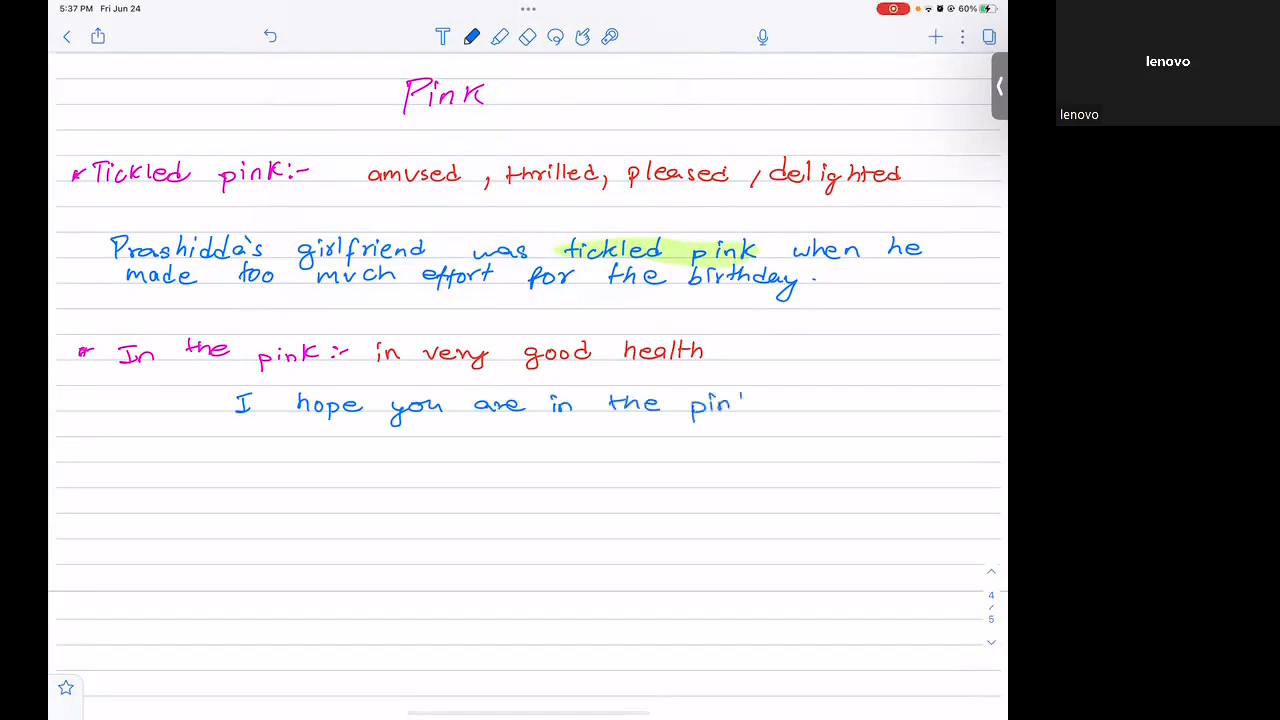 5:37 PM Fri Jun 24
60%
lenovo
lenovo
Pink
* Tickled pink:- amused, thrilled, pleased, delighted
Prashidda's girlfriend was tickled pink when he
made too much effort for the birthday.
* In the pink:- in very good health
I hope you are in the pin
4
/
5